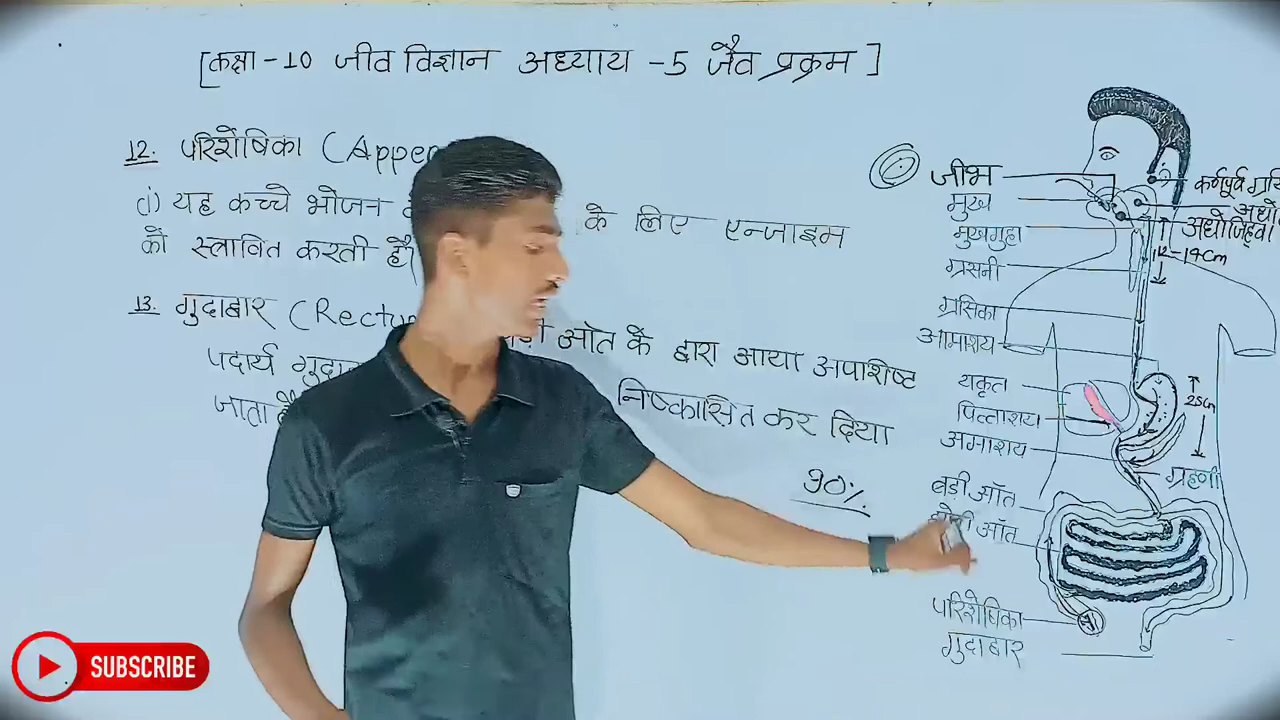 [कक्षा -10 जीव विज्ञान अध्याय -5 जैव प्रक्रम]
12. परिशेषिका (Appe
(i) यह कच्चे भोजन के लिए एन्जाइम
को स्त्रावित करती है
13. गुदाद्वार (Rectu आँत के द्वारा आया अपशिष्ट
पदार्थ निष्कासित कर दिया
जाता है
90%
जीभ
मुख
मुखगुहा
ग्रसनी
ग्रसिका
आमाशय
यकृत
पित्ताशय
अमाशय
बड़ी आँत
आँत
परिशेषिका
गुदाद्वार
कर्णपूर्व
अधोजिह्वा
12-14cm
25cm
ग्रहणी
SUBSCRIBE